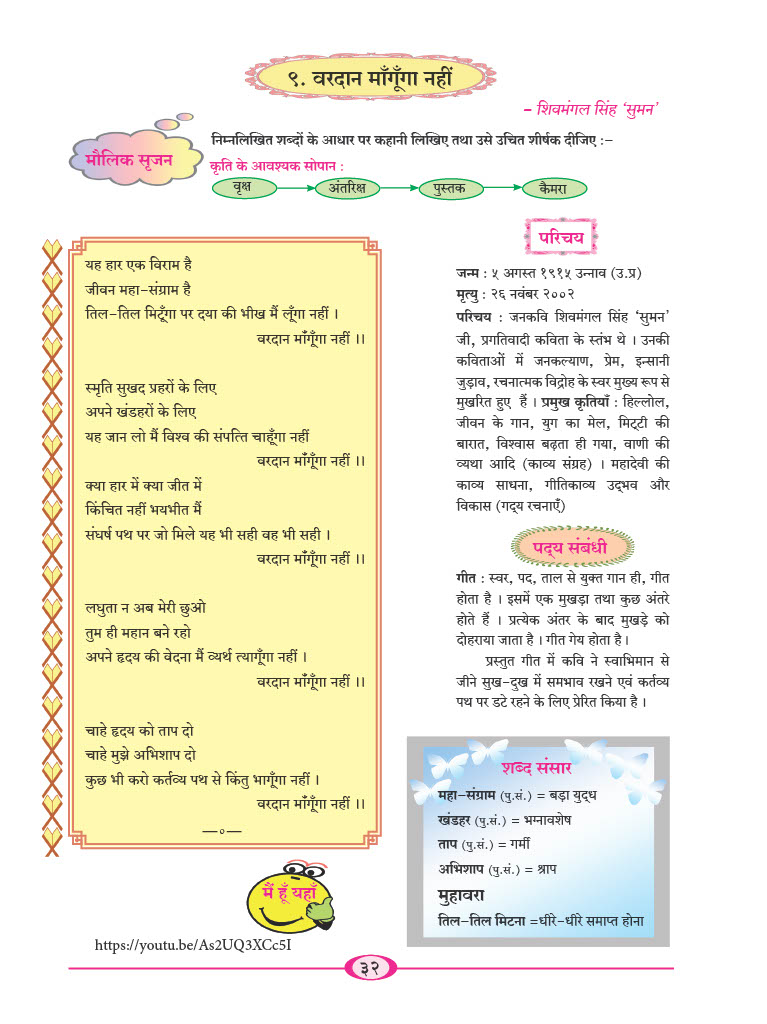 ९. वरदान माँगूँगा नहीं
– शिवमंगल सिंह ‘सुमन’
मौलिक सृजन
निम्नलिखित शब्दों के आधार पर कहानी लिखिए तथा उसे उचित शीर्षक दीजिए :–
कृति के आवश्यक सोपान :
वृक्ष
अंतरिक्ष
पुस्तक
कैमरा
यह हार एक विराम है
जीवन महा-संग्राम है
तिल-तिल मिटूँगा पर दया की भीख मैं लूँगा नहीं ।
वरदान माँगूँगा नहीं ।।
स्मृति सुखद प्रहरों के लिए
अपने खंडहरों के लिए
यह जान लो मैं विश्व की संपत्ति चाहूँगा नहीं
वरदान माँगूँगा नहीं ।।
क्या हार में क्या जीत में
किंचित नहीं भयभीत मैं
संघर्ष पथ पर जो मिले यह भी सही वह भी सही ।
वरदान माँगूँगा नहीं ।।
लघुता न अब मेरी छुओ
तुम ही महान बने रहो
अपने हृदय की वेदना मैं व्यर्थ त्यागूँगा नहीं ।
वरदान माँगूँगा नहीं ।।
चाहे हृदय को ताप दो
चाहे मुझे अभिशाप दो
कुछ भी करो कर्तव्य पथ से किंतु भागूँगा नहीं ।
वरदान माँगूँगा नहीं ।।
—०—
परिचय
जन्म : ५ अगस्त १९१५ उन्नाव (उ.प्र)
मृत्यु : २६ नवंबर २००२
परिचय : जनकवि शिवमंगल सिंह ‘सुमन’
जी, प्रगतिवादी कविता के स्तंभ थे । उनकी
कविताओं में जनकल्याण, प्रेम, इन्सानी
जुड़ाव, रचनात्मक विद्रोह के स्वर मुख्य रूप से
मुखरित हुए हैं । प्रमुख कृतियाँ : हिल्लोल,
जीवन के गान, युग का मेल, मिट्‌टी की
बारात, विश्वास बढ़ता ही गया, वाणी की
व्यथा आदि (काव्य संग्रह) । महादेवी की
काव्य साधना, गीतिकाव्य उद्‌भव और
विकास (गद्‌य रचनाएँ)
पद्‌य संबंधी
गीत : स्वर, पद, ताल से युक्त गान ही, गीत
होता है । इसमें एक मुखड़ा तथा कुछ अंतरे
होते हैं । प्रत्येक अंतर के बाद मुखड़े को
दोहराया जाता है । गीत गेय होता है ।
प्रस्तुत गीत में कवि ने स्वाभिमान से
जीने सुख-दुख में समभाव रखने एवं कर्तव्य
पथ पर डटे रहने के लिए प्रेरित किया है ।
शब्द संसार
महा-संग्राम (पु.सं.) = बड़ा युद्‌ध
खंडहर (पु.सं.) = भग्नावशेष
ताप (पु.सं.) = गर्मी
अभिशाप (पु.सं.) = श्राप
मुहावरा
तिल-तिल मिटना =धीरे-धीरे समाप्त होना
मैं हूँ यहाँ
https://youtu.be/As2UQ3XCc5I
३२